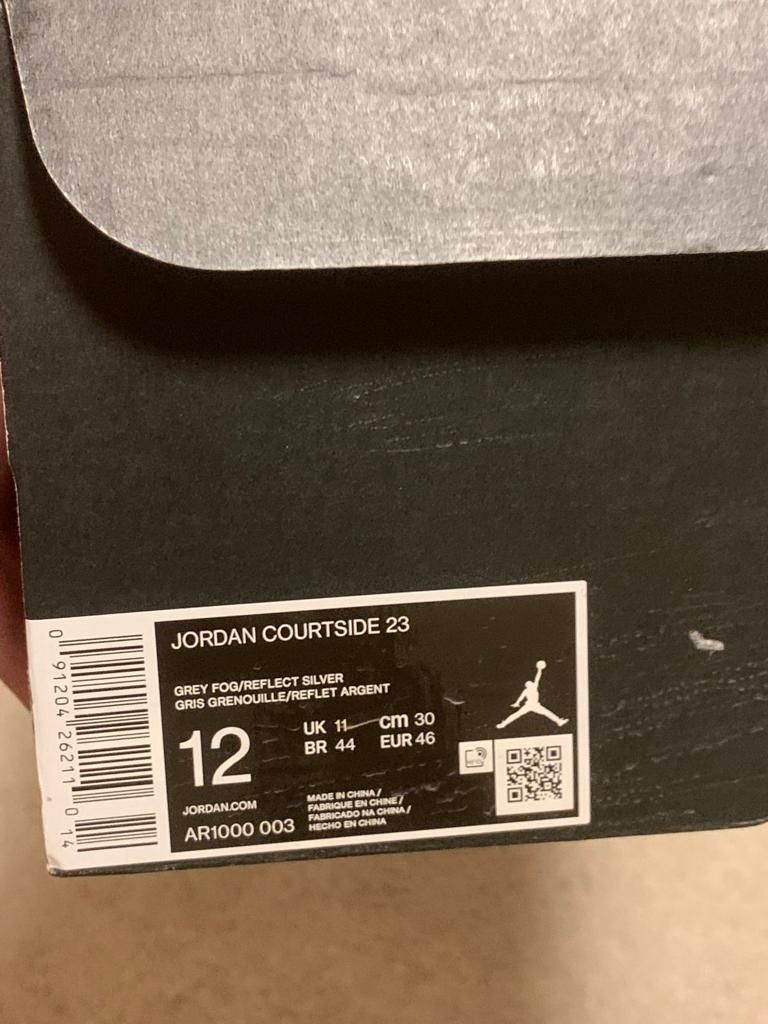 JORDAN COURTSIDE 23
GREY FOG/REFLECT SILVER
GRIS GRENOUILLE/REFLET ARGENT
12
UK 11
cm 30
BR 44
EUR 46
JORDAN.COM
AR1000 003
MADE IN CHINA /
FABRIQUE EN CHINE /
FABRICADO NA CHINA /
HECHO EN CHINA
0 91204 26211 0 14